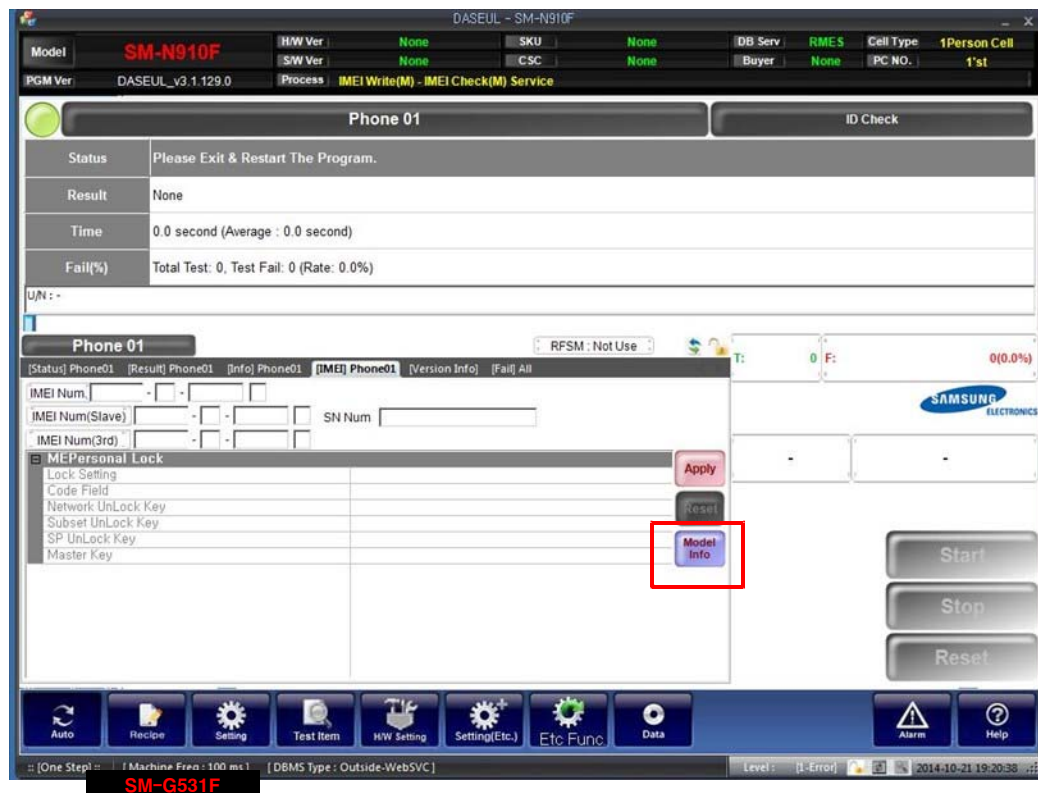 DASEUL - SM-N910F
Model SM-N910F H/W Ver None SKU None DB Serv RMES Cell Type 1Person Cell
S/W Ver None CSC None Buyer None PC NO. 1'st
PGM Ver DASEUL_v3.1.129.0 Process IMEI Write(M) - IMEI Check(M) Service
Phone 01 ID Check
Status Please Exit & Restart The Program.
Result None
Time 0.0 second (Average : 0.0 second)
Fail(%) Total Test: 0, Test Fail: 0 (Rate: 0.0%)
U/N : -
Phone 01 RFSM : Not Use
T: 0 F: 0(0.0%)
[Status] Phone01 [Result] Phone01 [Info] Phone01 [IMEI] Phone01 [Version Info] [Fail] All
IMEI Num. - -
IMEI Num(Slave) - - SN Num
IMEI Num(3rd) - -
SAMSUNG
ELECTRONICS
MEPersonal Lock
Lock Setting
Code Field
Network UnLock Key
Subset UnLock Key
SP UnLock Key
Master Key
Apply
Reset
Model
Info
- -
Start
Stop
Reset
Auto Recipe Setting Test Item H/W Setting Setting(Etc.) Etc Func Data Alarm Help
:: [One Step] :: [ Machine Freq : 100 ms ] [ DBMS Type : Outside-WebSVC ] Level : [1-Error] 2014-10-21 19:20:38
SM-G531F